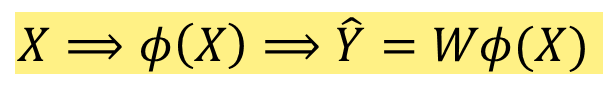 X ⟹ ϕ(X) ⟹ Ŷ = Wϕ(X)